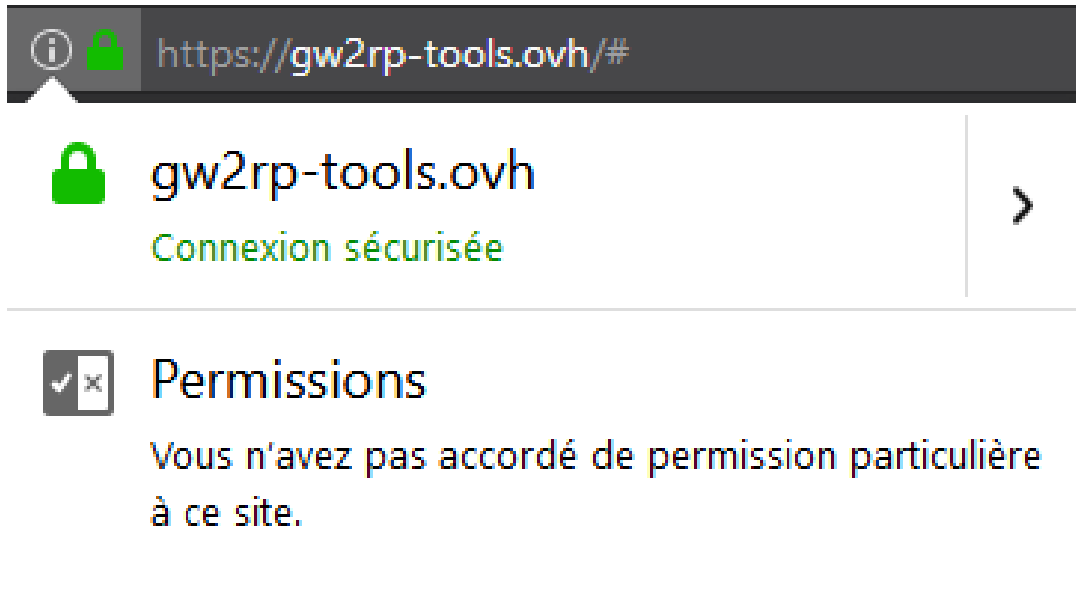 https://gw2rp-tools.ovh/#
gw2rp-tools.ovh
Connexion sécurisée
Permissions
Vous n'avez pas accordé de permission particulière
à ce site.